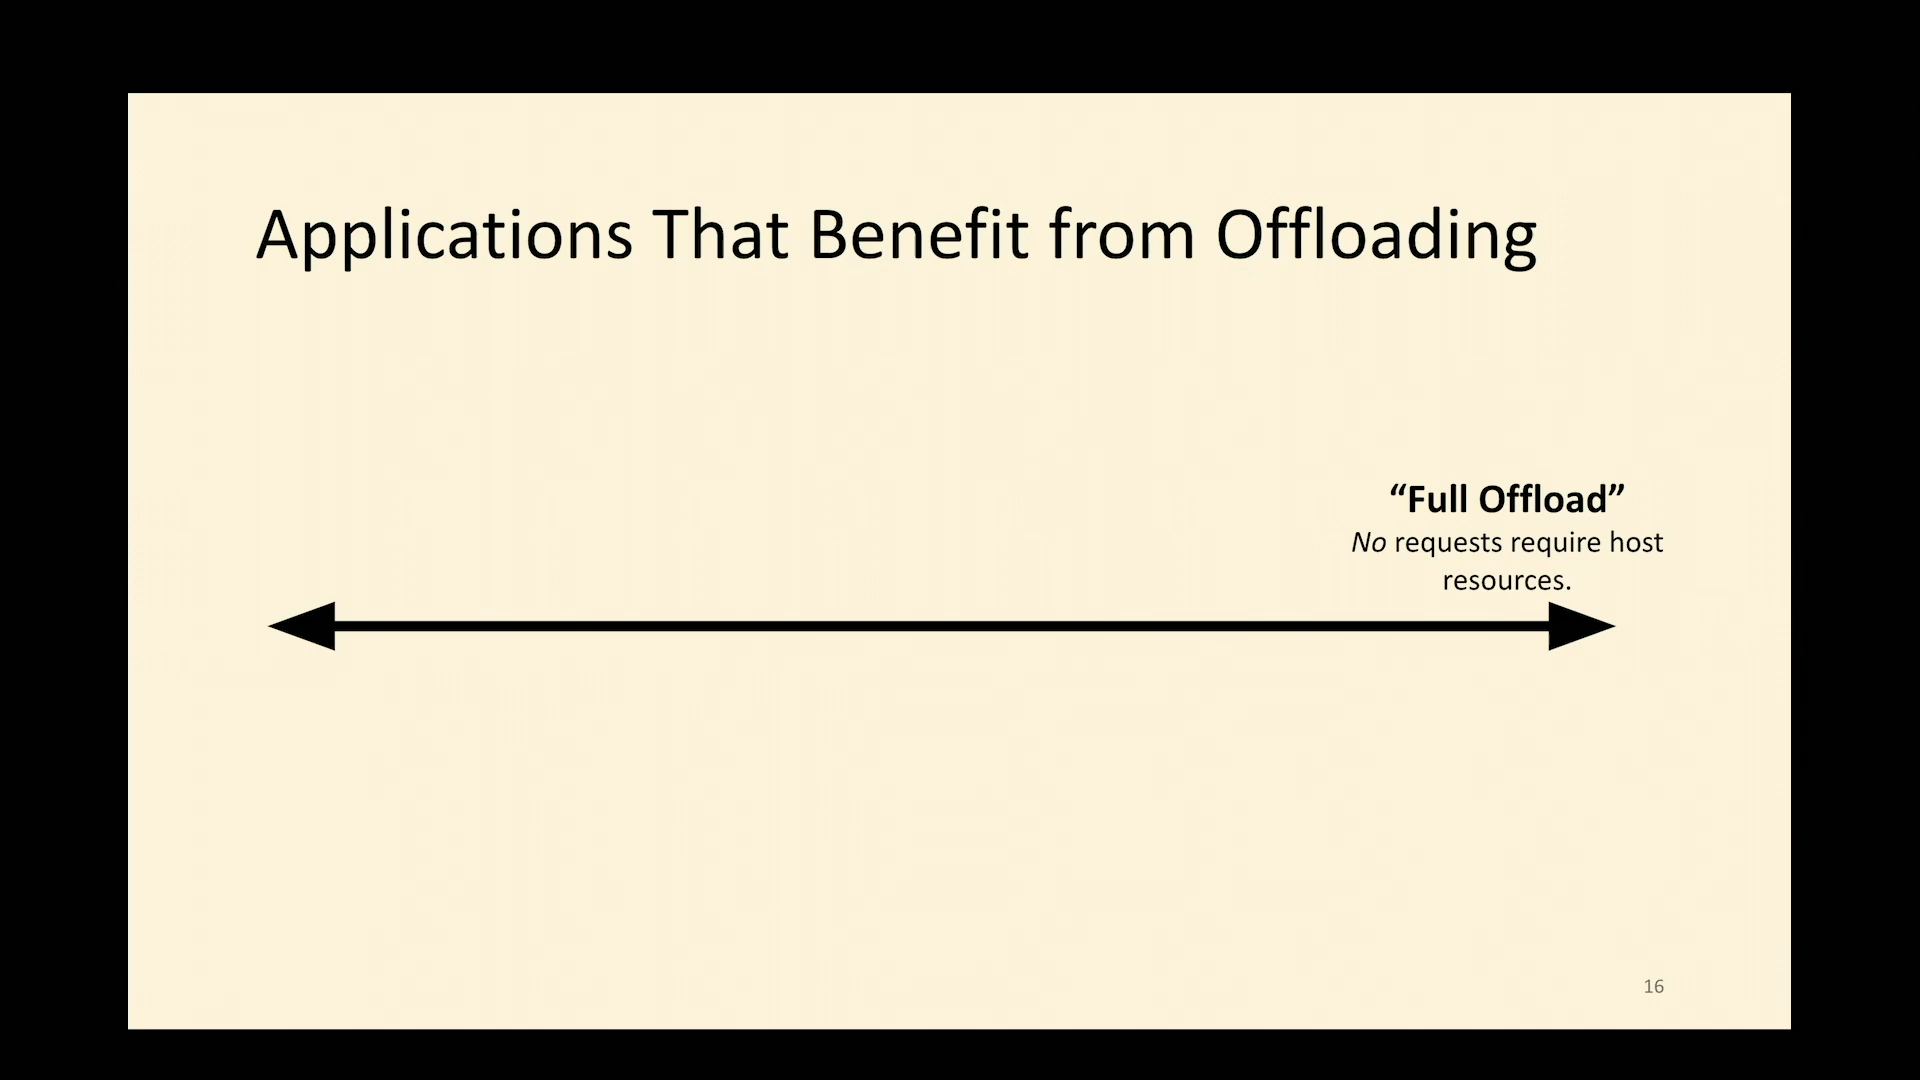 Applications That Benefit from Offloading
“Full Offload”
No requests require host
resources.
16